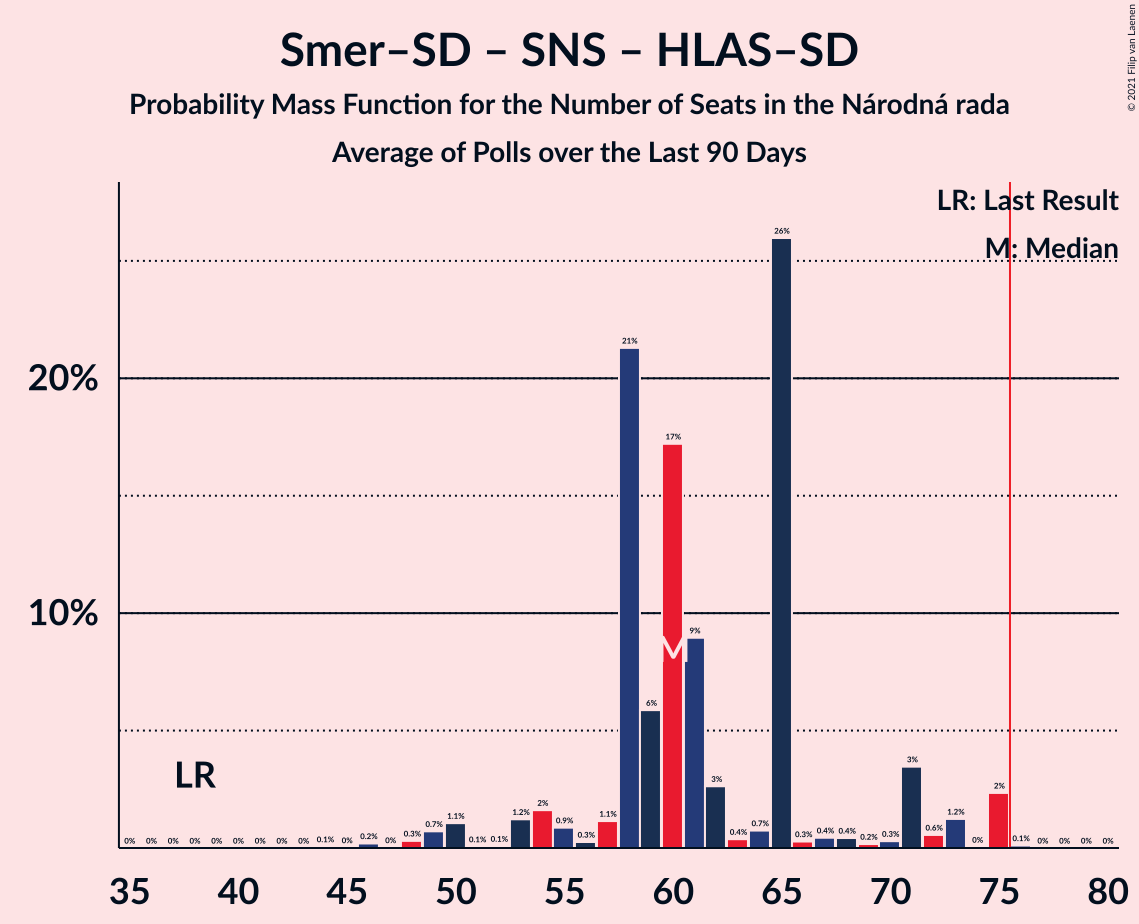 Smer–SD – SNS – HLAS–SD
Probability Mass Function for the Number of Seats in the Národná rada
Average of Polls over the Last 90 Days
© 2021 Filip van Laenen
LR: Last Result
M: Median
26%
21%
20%
17%
10%
9%
M
6%
LR
0% 0% 0% 0% 0% 0% 0% 0% 0% 0.1% 0% 0.2% 0% 0.3% 0.7% 1.1% 0.1% 0.1% 1.2% 2% 0.9% 0.3% 1.1% 3% 0.4% 0.7% 0.3% 0.4% 0.4% 0.2% 0.3% 3% 0.6% 1.2% 0% 2% 0.1% 0% 0% 0% 0%
35 40 45 50 55 60 65 70 75 80